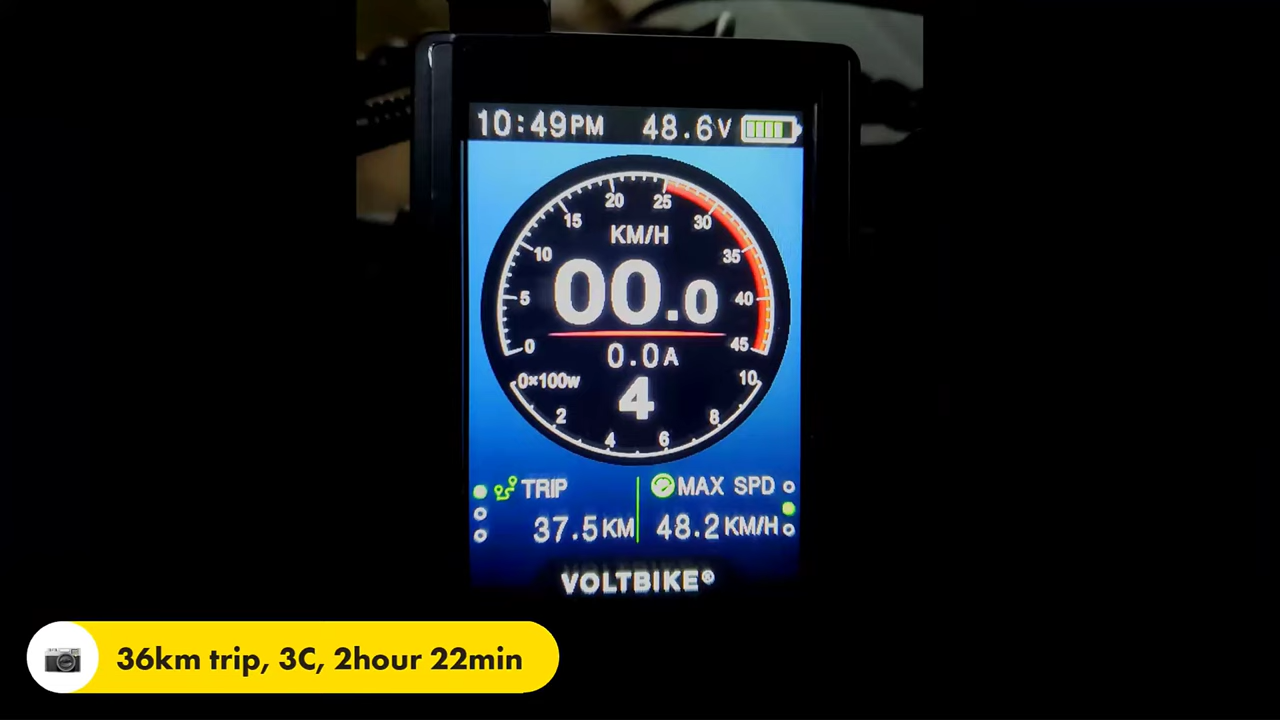 10:49PM 48.6V
20 25
15 30
KM/H
10 35
00.0
5 40
0 45
0.0A
0×100w 10
4
2 8
4 6
TRIP MAX SPD
37.5KM 48.2KM/H
VOLTBIKE®
36km trip, 3C, 2hour 22min